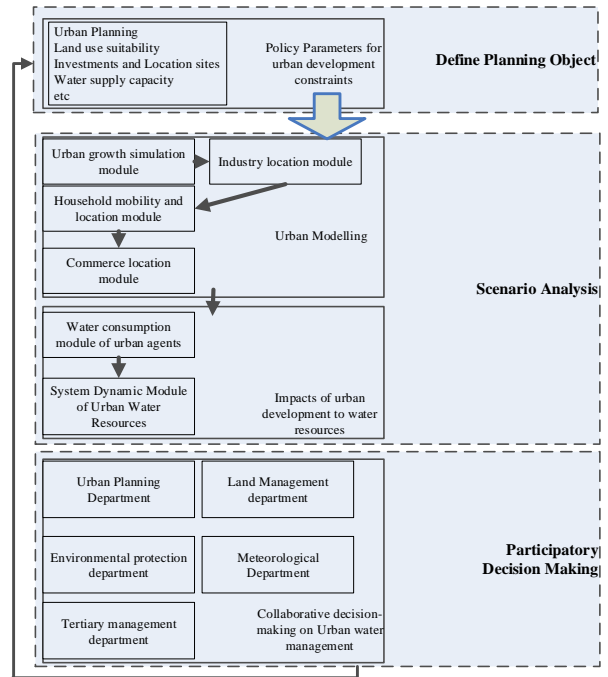 Urban Planning
Land use suitability
Investments and Location sites
Water supply capacity
etc
Policy Parameters for
urban development
constraints
Define Planning Object
Urban growth simulation
module
Industry location module
Household mobility and
location module
Urban Modelling
Commerce location
module
Scenario Analysis
Water consumption
module of urban agents
System Dynamic Module
of Urban Water
Resources
Impacts of urban
development to water
resources
Urban Planning
Department
Land Management
department
Environmental protection
department
Meteorological
Department
Participatory
Decision Making
Tertiary management
department
Collaborative decision-
making on Urban water
management